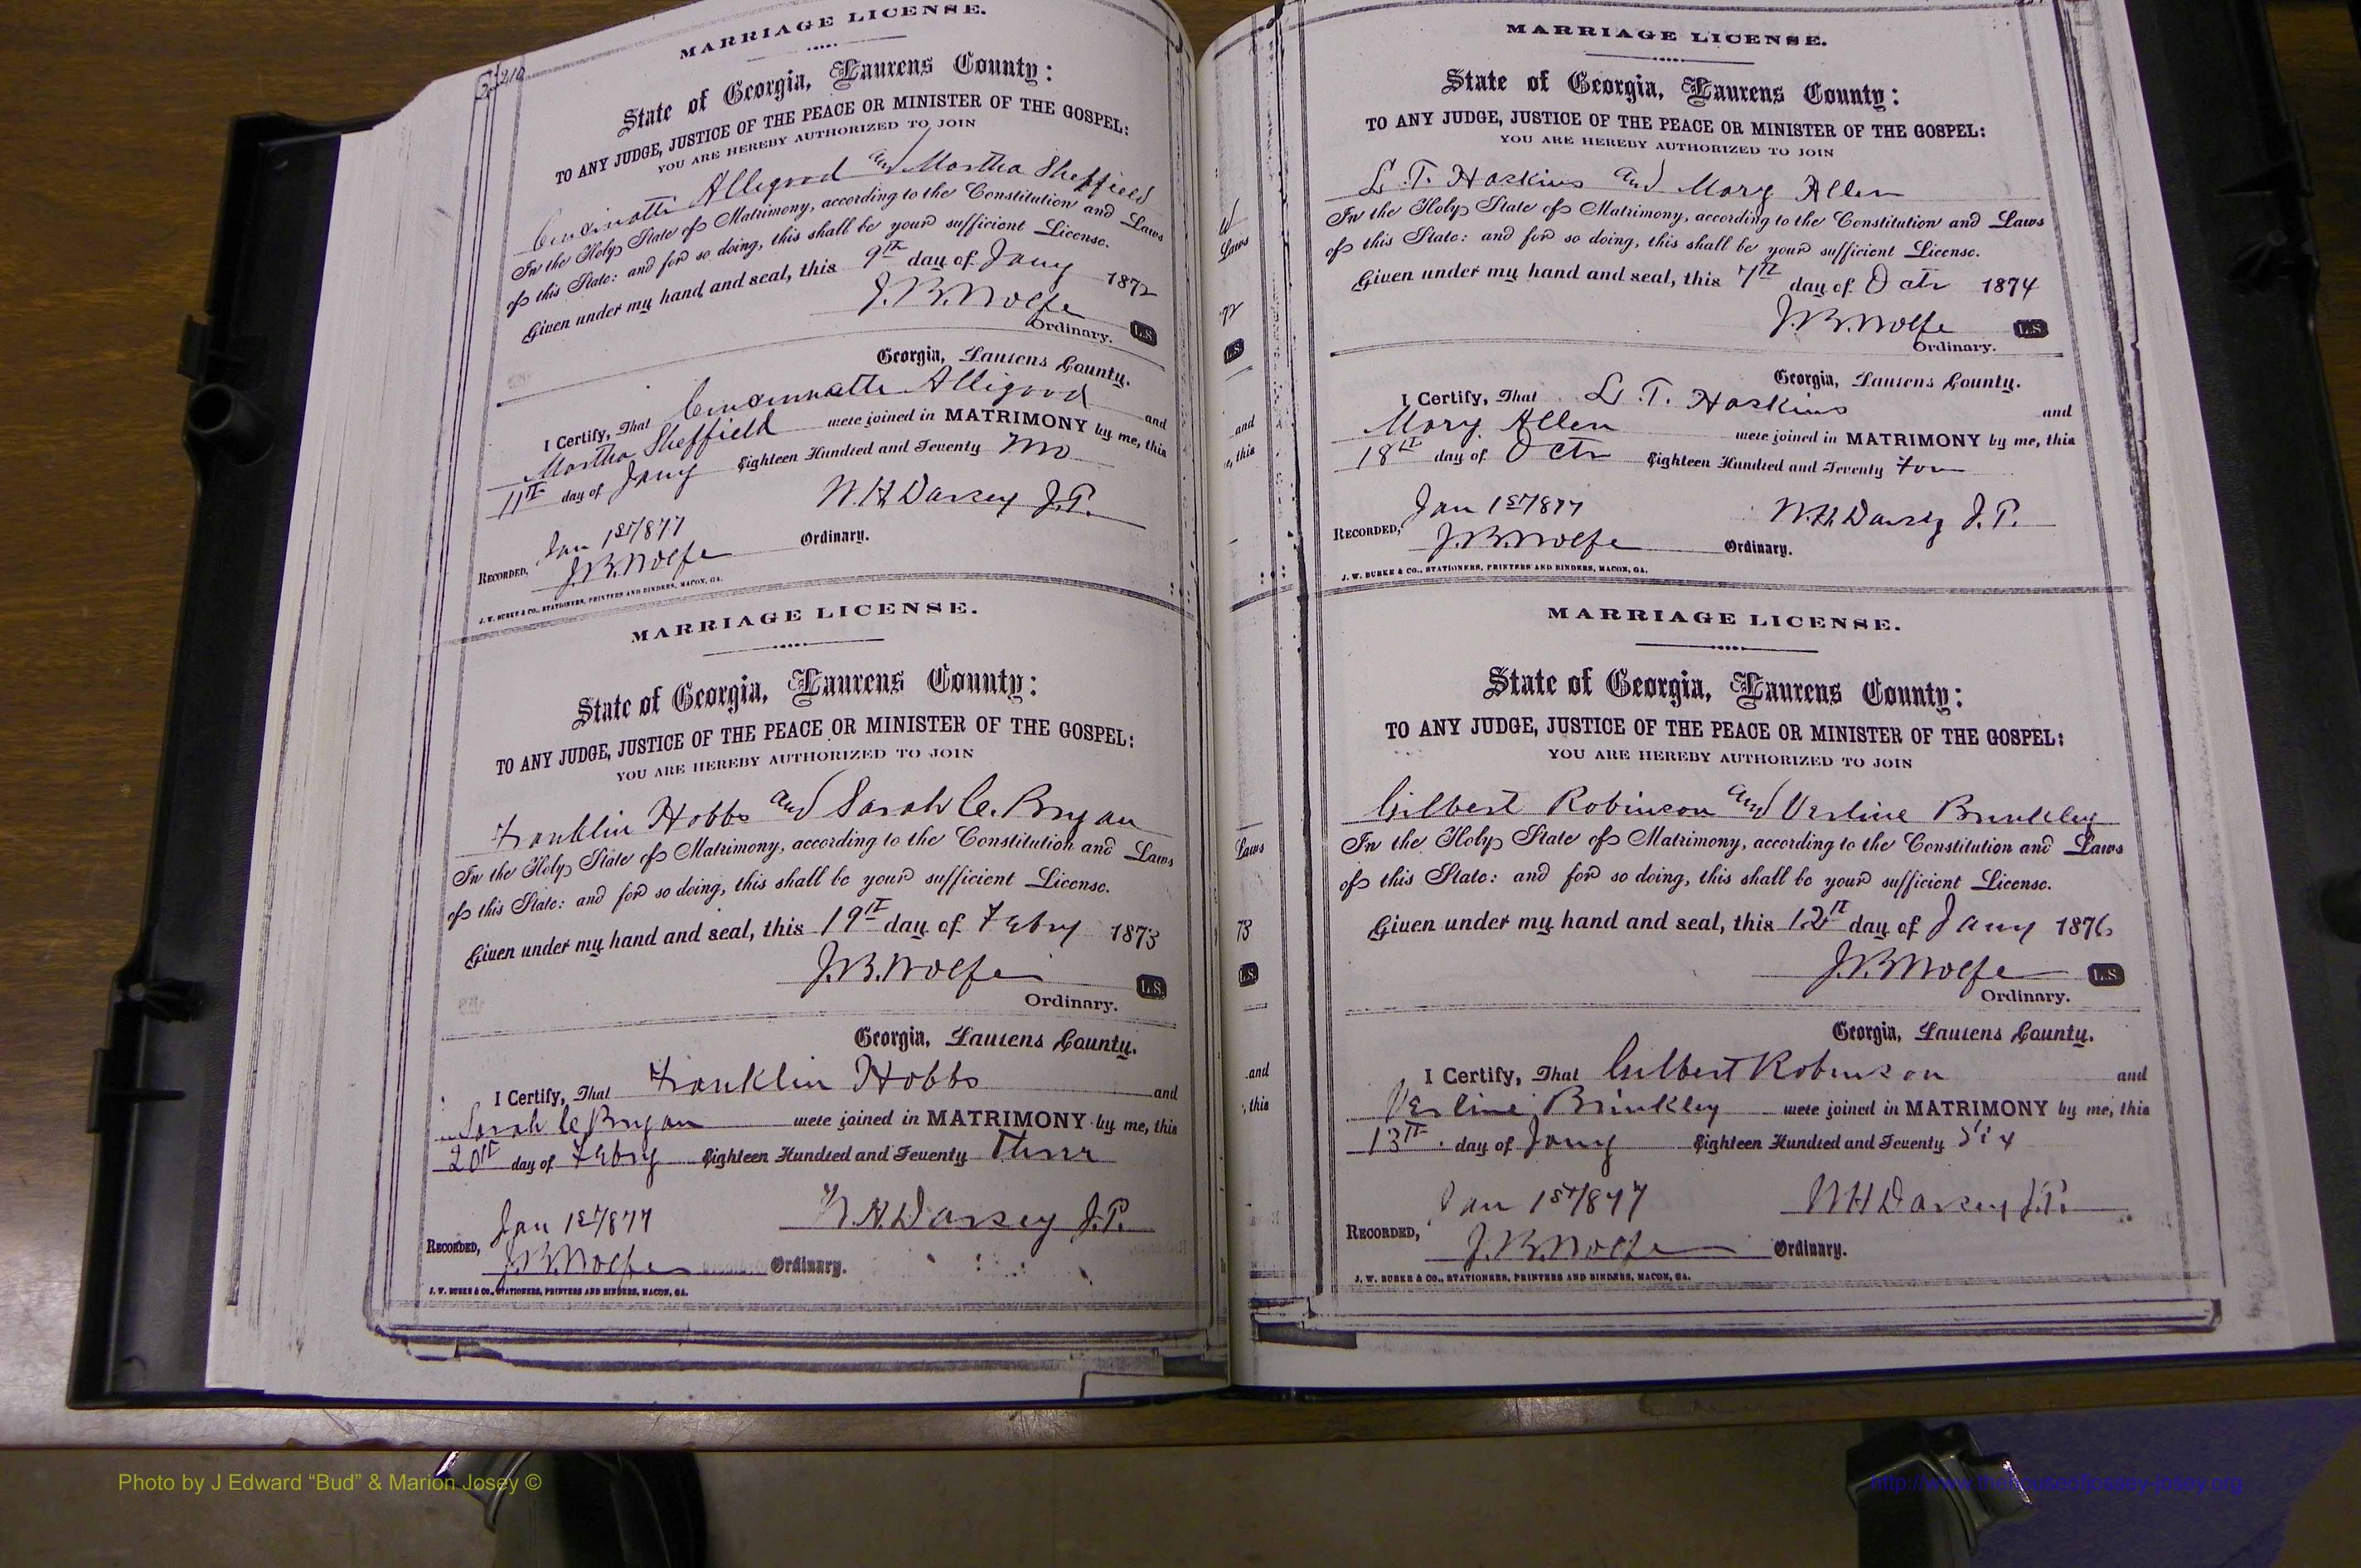 MARRIAGE LICENSE.
State of Georgia, Laurens County:
TO ANY JUDGE, JUSTICE OF THE PEACE OR MINISTER OF THE GOSPEL:
YOU ARE HEREBY AUTHORIZED TO JOIN
Cincinnatti Alligood and Martha Sheffield
In the Holy State of Matrimony, according to the Constitution and Laws
of this State: and for so doing, this shall be your sufficient License.
Given under my hand and seal, this 9th day of Jany 1872
J.B. Wolfe L.S.
Ordinary.
Georgia, Laurens County.
I Certify, That Cincinnatti Alligood and
Martha Sheffield were joined in MATRIMONY by me, this
11th day of Jany Eighteen Hundred and Seventy Two
W.H. Darsey J.P.
Jan 1st/877
RECORDED, J.B. Wolfe Ordinary.
J. W. BURKE & CO., STATIONERS, PRINTERS AND BINDERS, MACON, GA.
MARRIAGE LICENSE.
State of Georgia, Laurens County:
TO ANY JUDGE, JUSTICE OF THE PEACE OR MINISTER OF THE GOSPEL:
YOU ARE HEREBY AUTHORIZED TO JOIN
Franklin Hobbs and Sarah C. Bryan
In the Holy State of Matrimony, according to the Constitution and Laws
of this State: and for so doing, this shall be your sufficient License.
Given under my hand and seal, this 19th day of Febry 1873
J.B. Wolfe L.S.
Ordinary.
Georgia, Laurens County.
I Certify, That Franklin Hobbs and
Sarah C Bryan were joined in MATRIMONY by me, this
20th day of Febry Eighteen Hundred and Seventy Three
Jan 1st/877 W.H. Darsey J.P.
RECORDED, J.B. Wolfe Ordinary.
J. W. BURKE & CO., STATIONERS, PRINTERS AND BINDERS, MACON, GA.
Laws
72
L.S.
and
, this
Laws
73
L.S.
and
, this
MARRIAGE LICENSE.
State of Georgia, Laurens County:
TO ANY JUDGE, JUSTICE OF THE PEACE OR MINISTER OF THE GOSPEL:
YOU ARE HEREBY AUTHORIZED TO JOIN
L. T. Haskins and Mary Allen
In the Holy State of Matrimony, according to the Constitution and Laws
of this State: and for so doing, this shall be your sufficient License.
Given under my hand and seal, this 7th day of Octr 1874
J.B. Wolfe L.S.
Ordinary.
Georgia, Laurens County.
I Certify, That L. T. Haskins and
Mary Allen were joined in MATRIMONY by me, this
18th day of Octr Eighteen Hundred and Seventy Four
Jan 1st/877 W.H. Darsey J.P.
RECORDED, J.B. Wolfe Ordinary.
J. W. BURKE & CO., STATIONERS, PRINTERS AND BINDERS, MACON, GA.
MARRIAGE LICENSE.
State of Georgia, Laurens County:
TO ANY JUDGE, JUSTICE OF THE PEACE OR MINISTER OF THE GOSPEL:
YOU ARE HEREBY AUTHORIZED TO JOIN
Gilbert Robinson and Verline Brinkley
In the Holy State of Matrimony, according to the Constitution and Laws
of this State: and for so doing, this shall be your sufficient License.
Given under my hand and seal, this 12th day of Jany 1876
J.B. Wolfe L.S.
Ordinary.
Georgia, Laurens County.
I Certify, That Gilbert Robinson and
Verline Brinkley were joined in MATRIMONY by me, this
13th day of Jany Eighteen Hundred and Seventy Six
Jan 1st/877 W H Darsey J.P.
RECORDED, J.B. Wolfe Ordinary.
J. W. BURKE & CO., STATIONERS, PRINTERS AND BINDERS, MACON, GA.
Photo by J Edward “Bud” & Marion Josey ©